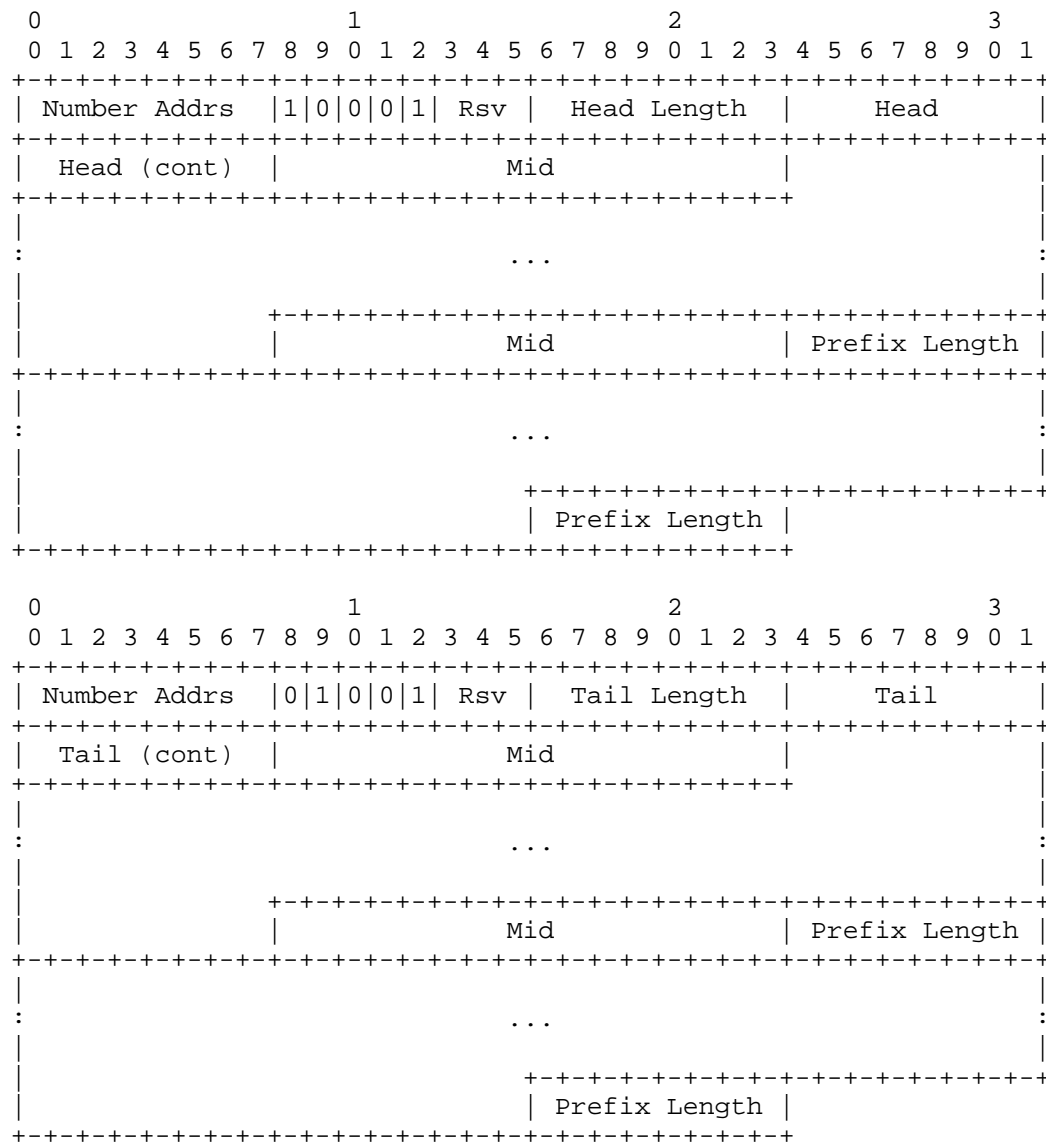 0                   1                   2                   3
 0 1 2 3 4 5 6 7 8 9 0 1 2 3 4 5 6 7 8 9 0 1 2 3 4 5 6 7 8 9 0 1
+-+-+-+-+-+-+-+-+-+-+-+-+-+-+-+-+-+-+-+-+-+-+-+-+-+-+-+-+-+-+-+-+
| Number Addrs  |1|0|0|0|1| Rsv |  Head Length  |     Head      |
+-+-+-+-+-+-+-+-+-+-+-+-+-+-+-+-+-+-+-+-+-+-+-+-+-+-+-+-+-+-+-+-+
|  Head (cont)  |              Mid              |               |
+-+-+-+-+-+-+-+-+-+-+-+-+-+-+-+-+-+-+-+-+-+-+-+-+               |
|                                                               |
:                              ...                              :
|                                                               |
|               +-+-+-+-+-+-+-+-+-+-+-+-+-+-+-+-+-+-+-+-+-+-+-+-+
|               |              Mid              | Prefix Length |
+-+-+-+-+-+-+-+-+-+-+-+-+-+-+-+-+-+-+-+-+-+-+-+-+-+-+-+-+-+-+-+-+
|                                                               |
:                              ...                              :
|                                                               |
|                               +-+-+-+-+-+-+-+-+-+-+-+-+-+-+-+-+
|                               | Prefix Length |
+-+-+-+-+-+-+-+-+-+-+-+-+-+-+-+-+-+-+-+-+-+-+-+-+
 0                   1                   2                   3
 0 1 2 3 4 5 6 7 8 9 0 1 2 3 4 5 6 7 8 9 0 1 2 3 4 5 6 7 8 9 0 1
+-+-+-+-+-+-+-+-+-+-+-+-+-+-+-+-+-+-+-+-+-+-+-+-+-+-+-+-+-+-+-+-+
| Number Addrs  |0|1|0|0|1| Rsv |  Tail Length  |     Tail      |
+-+-+-+-+-+-+-+-+-+-+-+-+-+-+-+-+-+-+-+-+-+-+-+-+-+-+-+-+-+-+-+-+
|  Tail (cont)  |              Mid              |               |
+-+-+-+-+-+-+-+-+-+-+-+-+-+-+-+-+-+-+-+-+-+-+-+-+               |
|                                                               |
:                              ...                              :
|                                                               |
|               +-+-+-+-+-+-+-+-+-+-+-+-+-+-+-+-+-+-+-+-+-+-+-+-+
|               |              Mid              | Prefix Length |
+-+-+-+-+-+-+-+-+-+-+-+-+-+-+-+-+-+-+-+-+-+-+-+-+-+-+-+-+-+-+-+-+
|                                                               |
:                              ...                              :
|                                                               |
|                               +-+-+-+-+-+-+-+-+-+-+-+-+-+-+-+-+
|                               | Prefix Length |
+-+-+-+-+-+-+-+-+-+-+-+-+-+-+-+-+-+-+-+-+-+-+-+-+